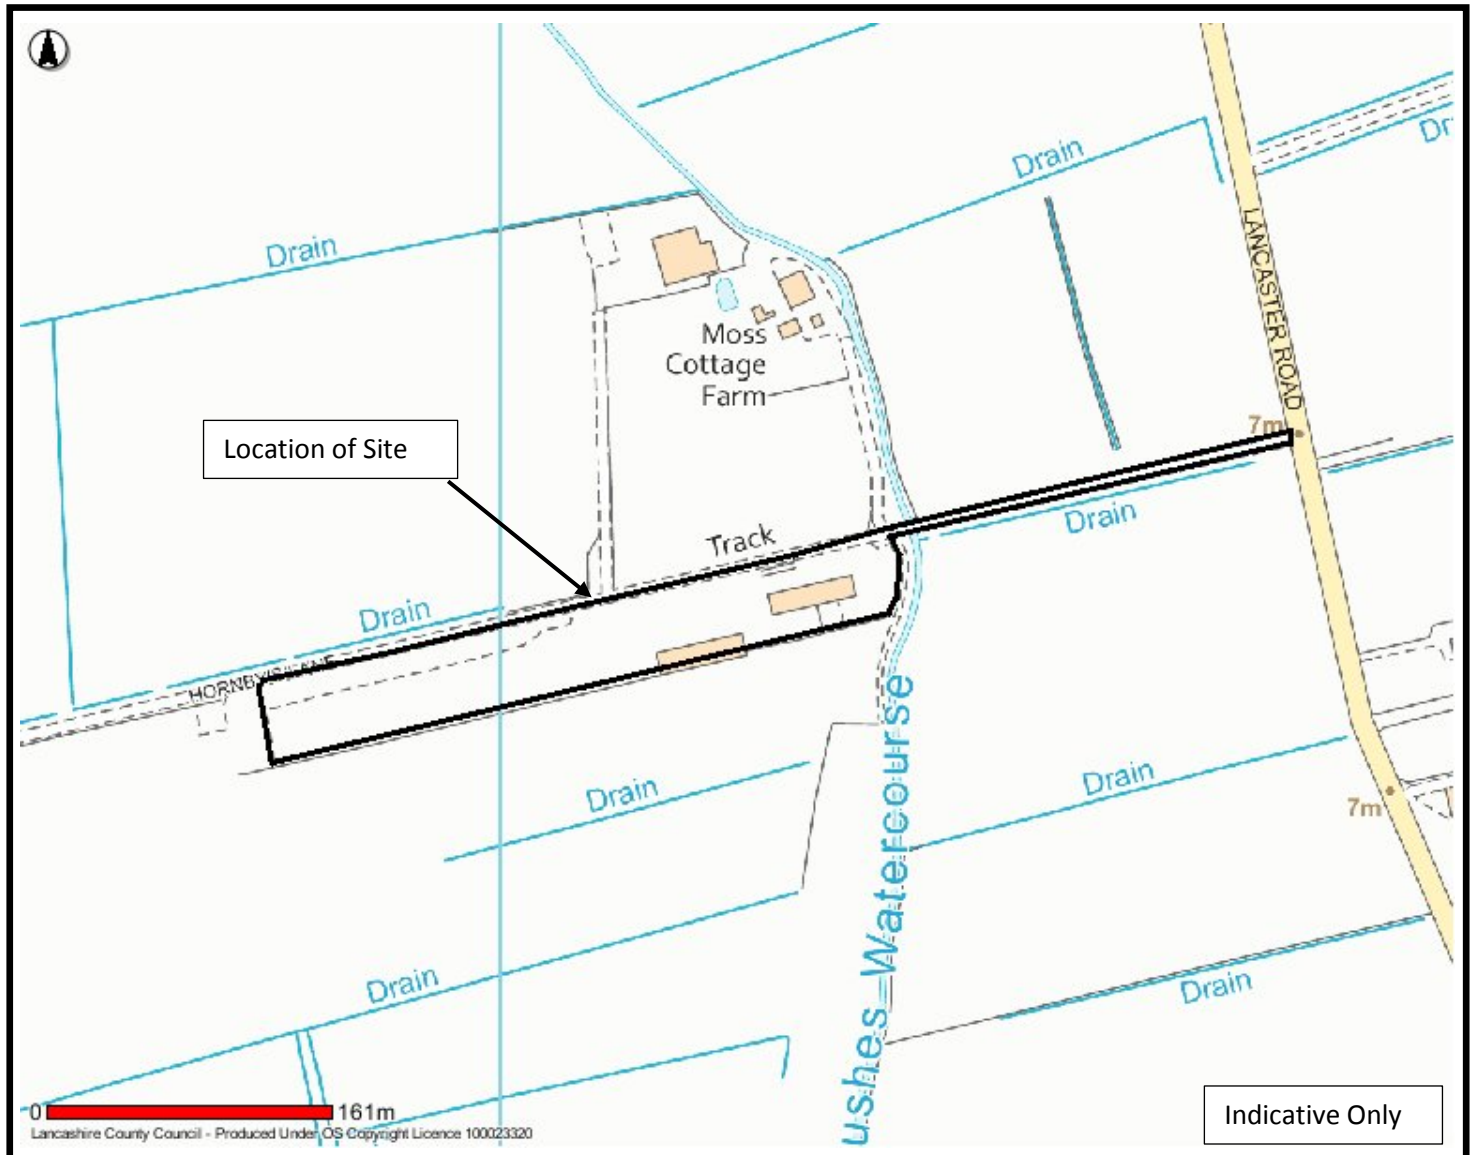 Drain
Dr
Drain
LANCASTER ROAD
Moss
Cottage
Farm
7m
Location of Site
Drain
Track
Drain
HORNBY'S LANE
Drain
Drain
7m
ushes Watercourse
Drain
Drain
0 161m
Lancashire County Council - Produced Under OS Copyright Licence 100023320
Indicative Only